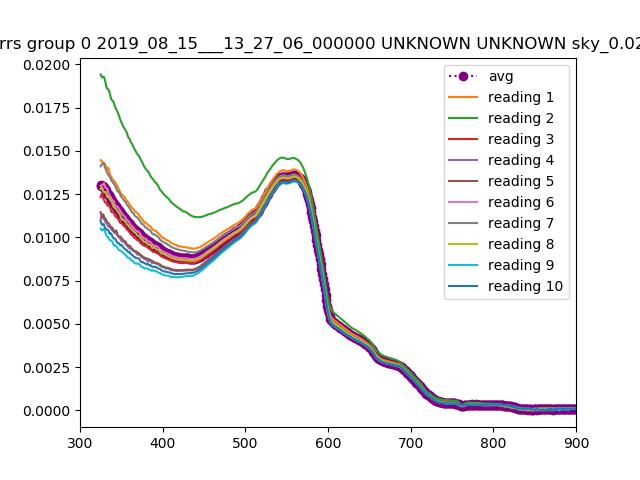 rrs group 0 2019_08_15___13_27_06_000000 UNKNOWN UNKNOWN sky_0.02
0.0200
0.0175
0.0150
0.0125
0.0100
0.0075
0.0050
0.0025
0.0000
300 400 500 600 700 800 900
avg
reading 1
reading 2
reading 3
reading 4
reading 5
reading 6
reading 7
reading 8
reading 9
reading 10